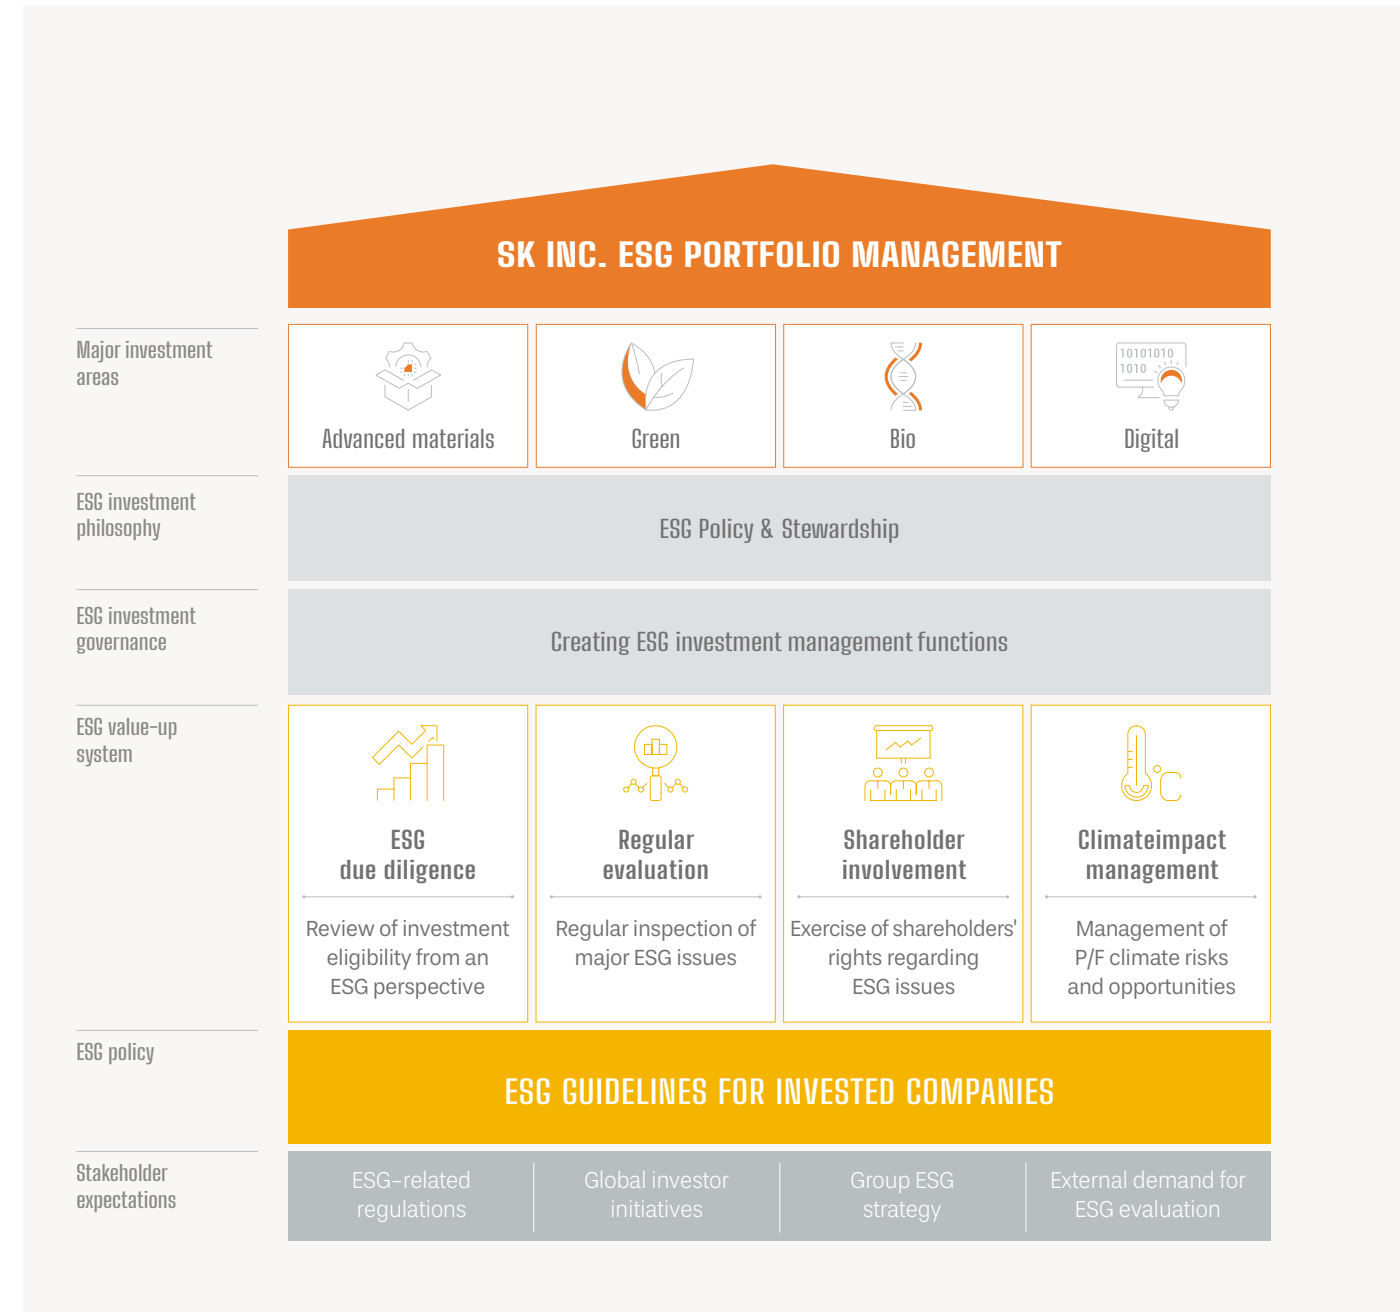 SK INC. ESG PORTFOLIO MANAGEMENT
Major investment
areas
10101010
1010
Advanced materials
Green
Bio
Digital
ESG investment
philosophy
ESG Policy & Stewardship
ESG investment
governance
Creating ESG investment management functions
ESG value-up
system
°C
ESG
due diligence
Review of investment
eligibility from an
ESG perspective
Regular
evaluation
Regular inspection of
major ESG issues
Shareholder
involvement
Exercise of shareholders'
rights regarding
ESG issues
Climateimpact
management
Management of
P/F climate risks
and opportunities
ESG policy
ESG GUIDELINES FOR INVESTED COMPANIES
Stakeholder
expectations
ESG-related
regulations
Global investor
initiatives
Group ESG
strategy
External demand for
ESG evaluation